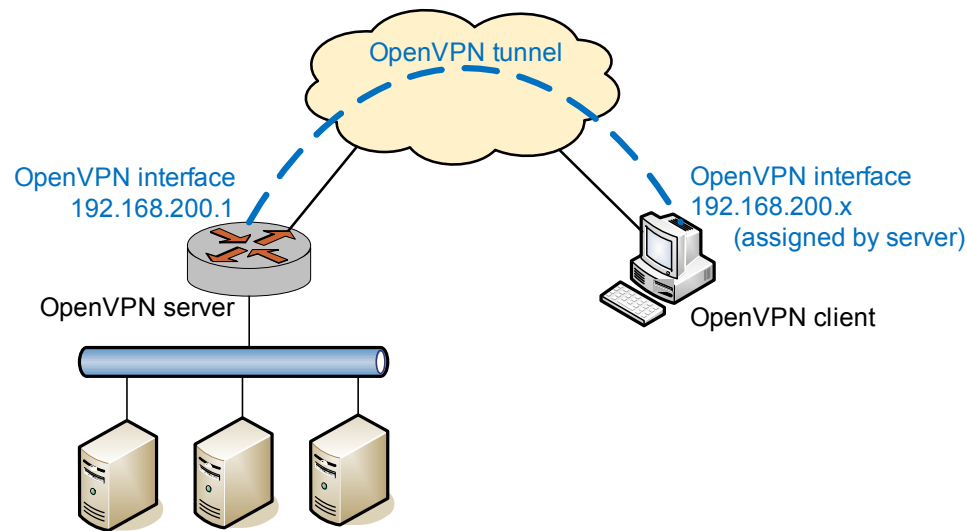 OpenVPN tunnel
OpenVPN interface
192.168.200.1
OpenVPN interface
192.168.200.x
(assigned by server)
OpenVPN server
OpenVPN client